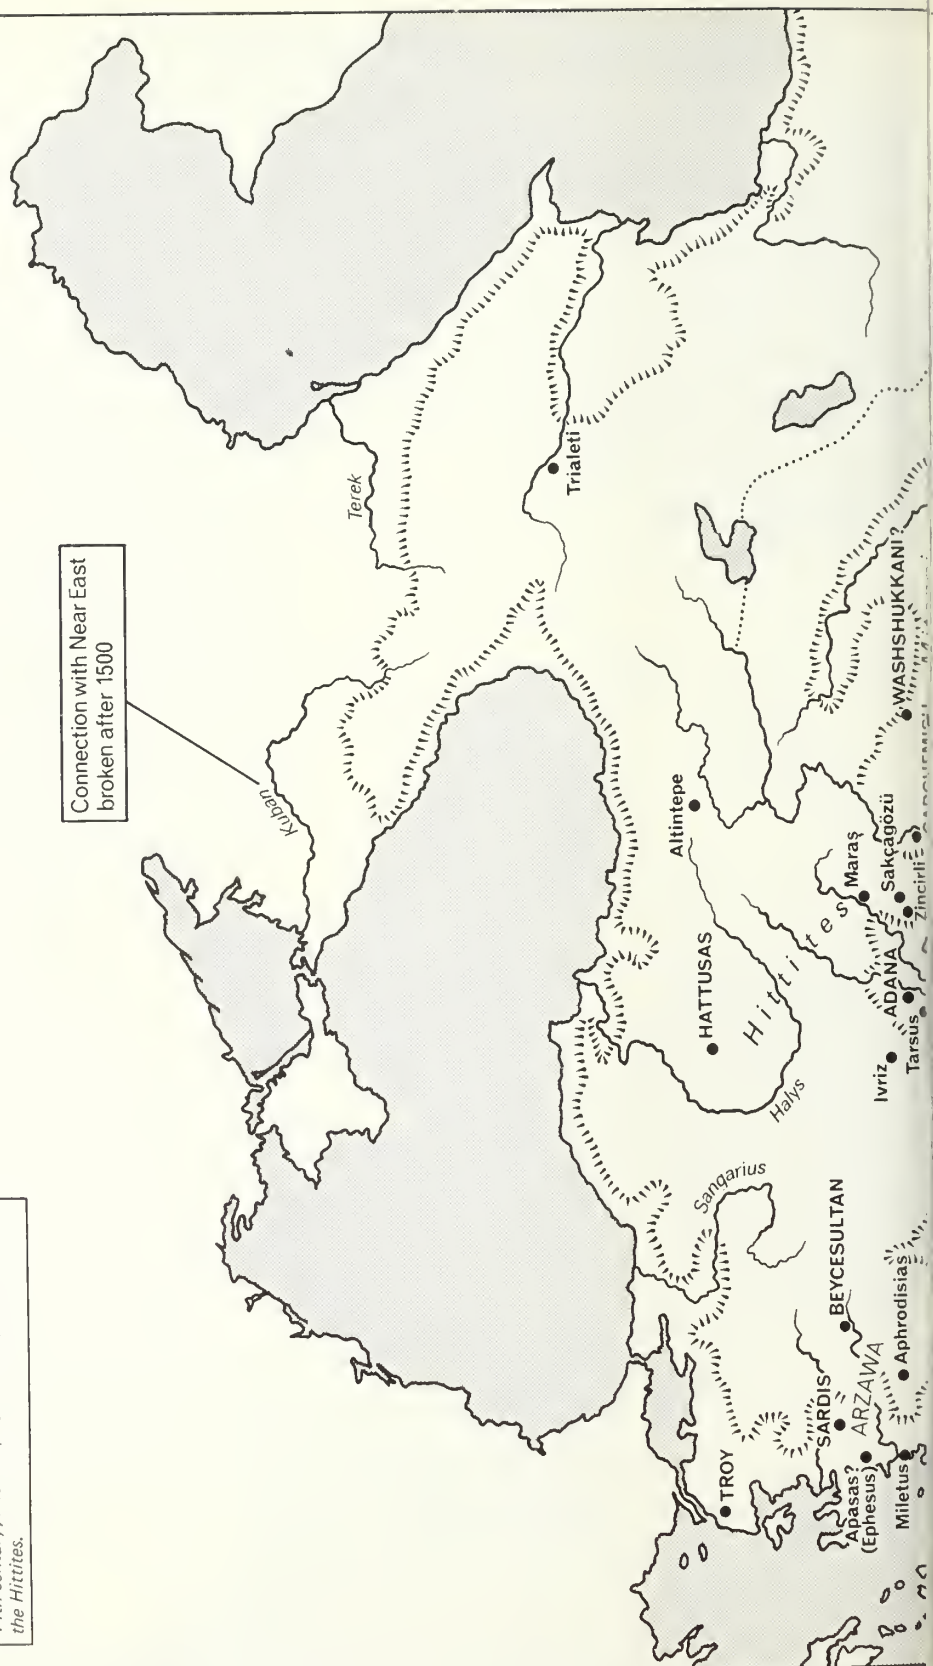 the Hittites.
Connection with Near East
broken after 1500
Kuban
Terek
Trialeti
Altintepe
HATTUSAS
Hittites
Halys
Sangarius
TROY
SARDIS
BEYCESULTAN
ARZAWA
Apasas?
(Ephesus)
Miletus
Aphrodisias
Ivriz
ADANA
Tarsus
Maraş
Sakçagözü
Zincirli
WASHSHUKKANI?